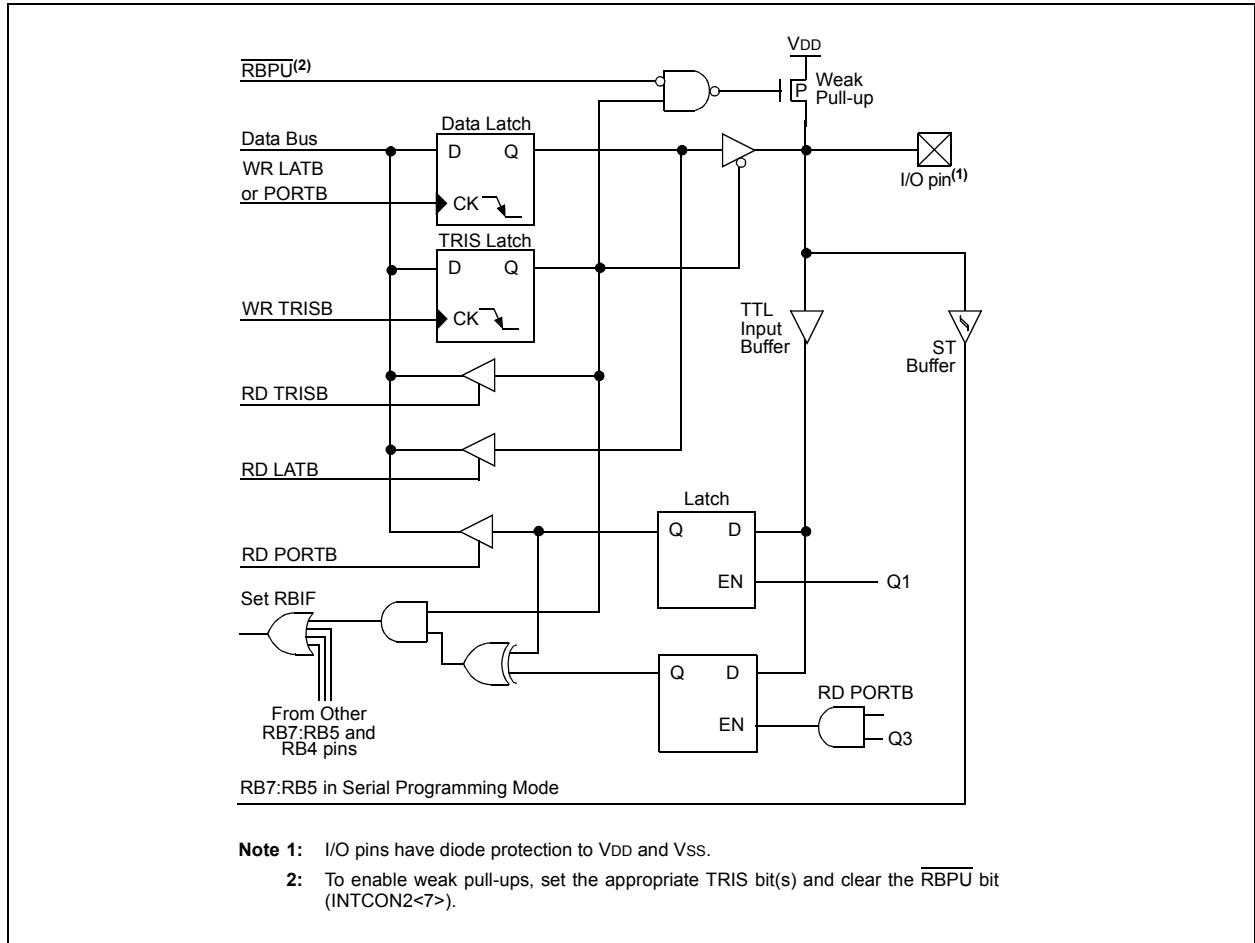 VDD
RBPU(2)
Weak
Pull-up
P
Data Latch
Data Bus
D Q
WR LATB
or PORTB
CK
I/O pin(1)
TRIS Latch
D Q
WR TRISB
CK
TTL
Input
Buffer
ST
Buffer
RD TRISB
RD LATB
Latch
Q D
RD PORTB
EN
Q1
Set RBIF
Q D
RD PORTB
EN
Q3
From Other
RB7:RB5 and
RB4 pins
RB7:RB5 in Serial Programming Mode
Note 1: I/O pins have diode protection to VDD and VSS.
2: To enable weak pull-ups, set the appropriate TRIS bit(s) and clear the RBPU bit
(INTCON2<7>).